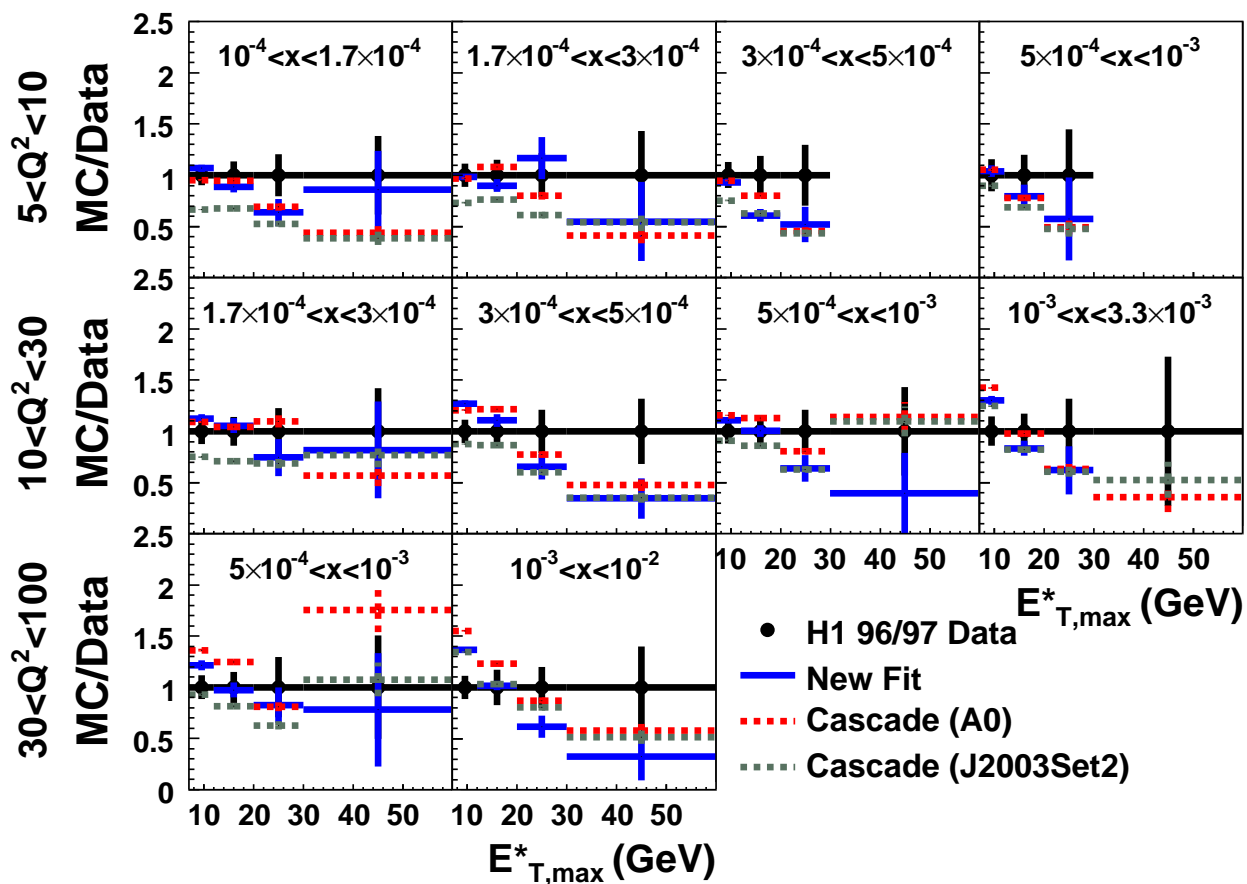 2.5
2
1.5
1
0.5
5<Q²<10
MC/Data
10⁻⁴<x<1.7×10⁻⁴
1.7×10⁻⁴<x<3×10⁻⁴
3×10⁻⁴<x<5×10⁻⁴
5×10⁻⁴<x<10⁻³
2.5
2
1.5
1
0.5
10<Q²<30
MC/Data
1.7×10⁻⁴<x<3×10⁻⁴
3×10⁻⁴<x<5×10⁻⁴
5×10⁻⁴<x<10⁻³
10⁻³<x<3.3×10⁻³
10 20 30 40 50
10 20 30 40 50
E*T,max (GeV)
2.5
2
1.5
1
0.5
0
30<Q²<100
MC/Data
5×10⁻⁴<x<10⁻³
10⁻³<x<10⁻²
H1 96/97 Data
New Fit
Cascade (A0)
Cascade (J2003Set2)
10 20 30 40 50
10 20 30 40 50
E*T,max (GeV)